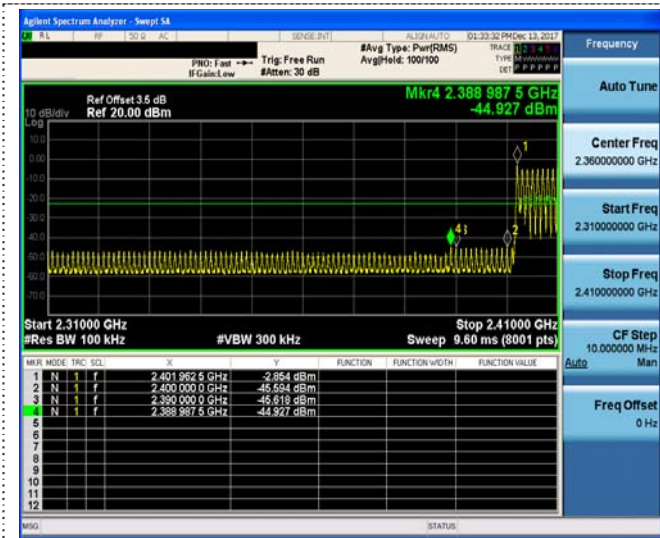 Agilent Spectrum Analyzer - Swept SA
RL RF 50 Ω AC SENSE:INT ALIGNAUTO 01:33:32 PM Dec 13, 2017
PNO: Fast Trig: Free Run #Avg Type: Pwr(RMS) TRACE 1 2 3 4 5 6
IFGain:Low #Atten: 30 dB Avg|Hold: 100/100 TYPE
DET P P P P P P
Frequency
Auto Tune
Center Freq
2.360000000 GHz
Start Freq
2.310000000 GHz
Stop Freq
2.410000000 GHz
CF Step
10.000000 MHz
Auto Man
Freq Offset
0 Hz
Mkr4 2.388 987 5 GHz
-44.927 dBm
Ref Offset 3.5 dB
10 dB/div Ref 20.00 dBm
Log
10.0
0.00
-10.0
-20.0
-30.0
-40.0
-50.0
-60.0
-70.0
1
4 3
2
Start 2.31000 GHz Stop 2.41000 GHz
#Res BW 100 kHz #VBW 300 kHz Sweep 9.60 ms (8001 pts)
MKR MODE TRC SCL X Y FUNCTION FUNCTION WIDTH FUNCTION VALUE
1 N 1 f 2.401 962 5 GHz -2.854 dBm
2 N 1 f 2.400 000 0 GHz -45.594 dBm
3 N 1 f 2.390 000 0 GHz -45.618 dBm
4 N 1 f 2.388 987 5 GHz -44.927 dBm
5
6
7
8
9
10
11
12
MSG STATUS